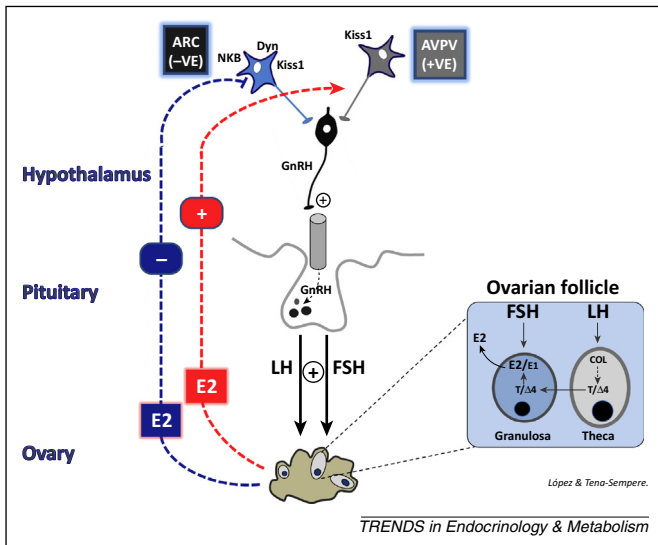 ARC
(–VE)
NKB
Dyn
Kiss1
Kiss1
AVPV
(+VE)
Hypothalamus
GnRH
+
+
–
GnRH
Pituitary
LH
+
FSH
E2
E2
Ovary
Ovarian follicle
FSH
LH
E2
E2/E1
COL
T/Δ4
T/Δ4
Granulosa
Theca
López & Tena-Sempere.
TRENDS in Endocrinology & Metabolism